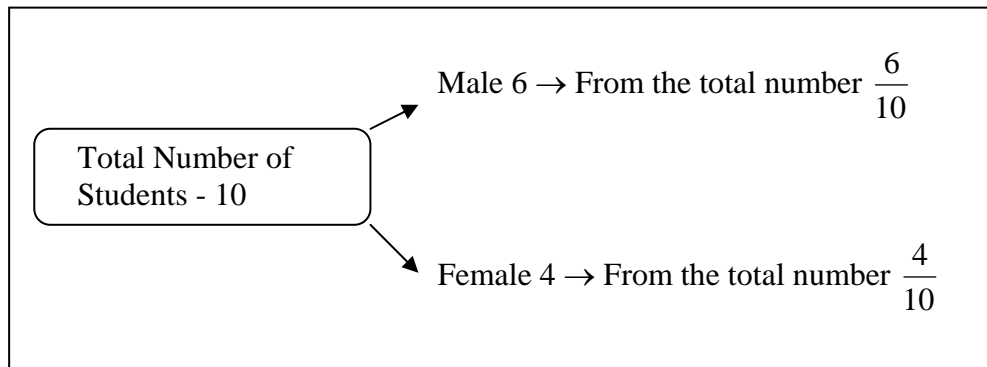 Male 6 → From the total number 6/10
Total Number of
Students - 10
Female 4 → From the total number 4/10